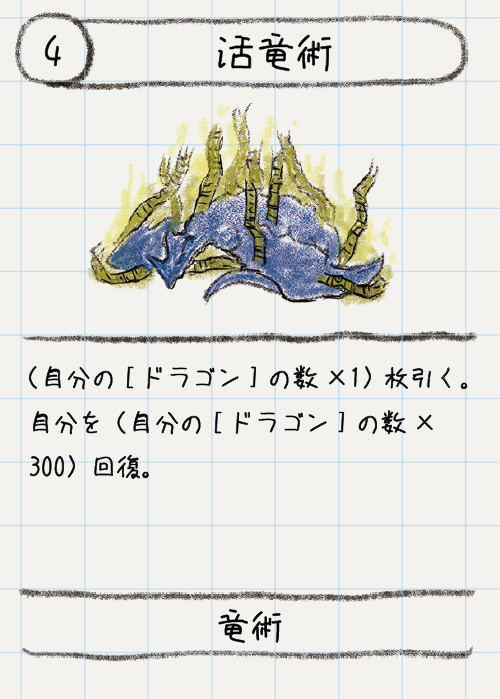 4
活竜術
（自分の［ドラゴン］の数×1）枚引く。
自分を（自分の［ドラゴン］の数×
300）回復。
竜術